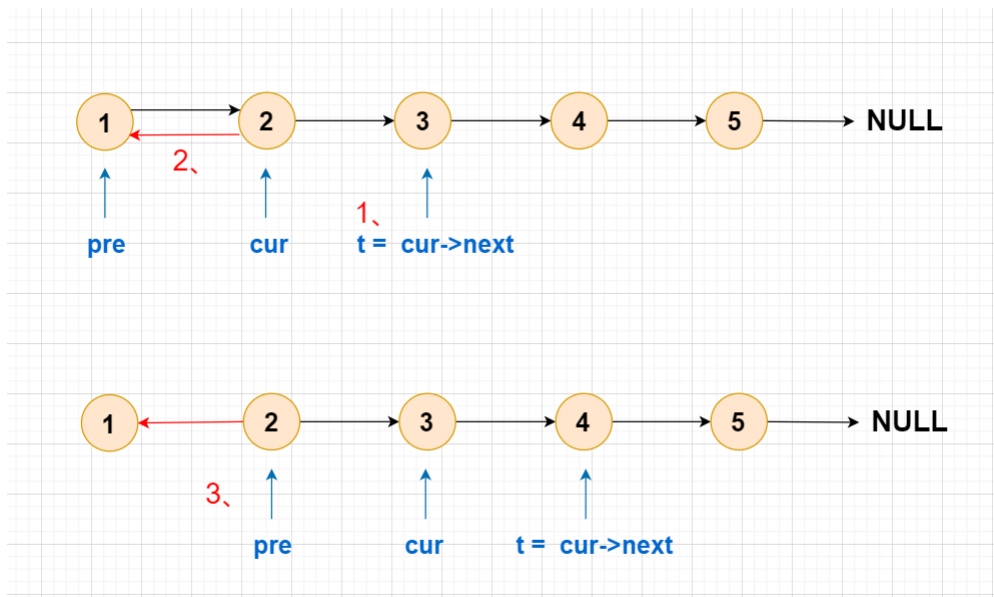 1 2 3 4 5 NULL
2、
1、
pre cur t = cur->next
1 2 3 4 5 NULL
3、
pre cur t = cur->next